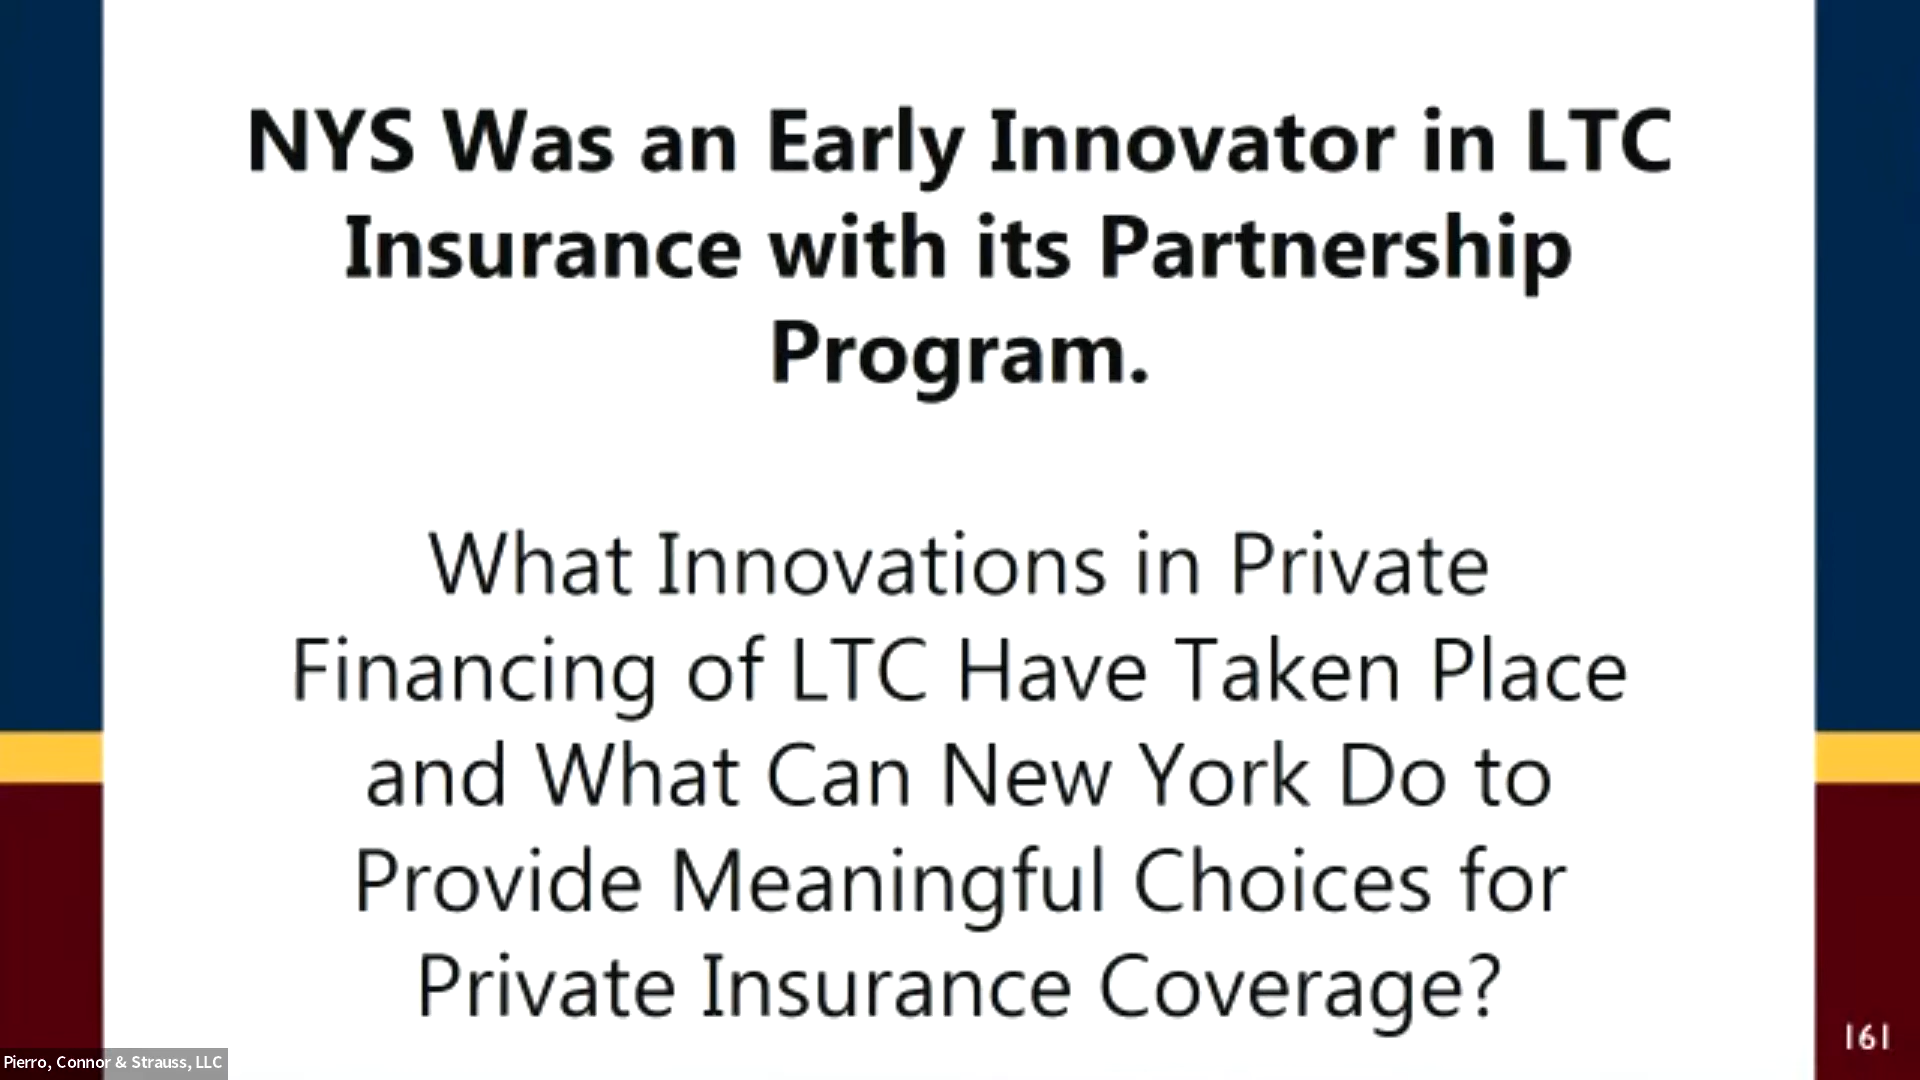 NYS Was an Early Innovator in LTC
Insurance with its Partnership
Program.
What Innovations in Private
Financing of LTC Have Taken Place
and What Can New York Do to
Provide Meaningful Choices for
Private Insurance Coverage?
161
Pierro, Connor & Strauss, LLC